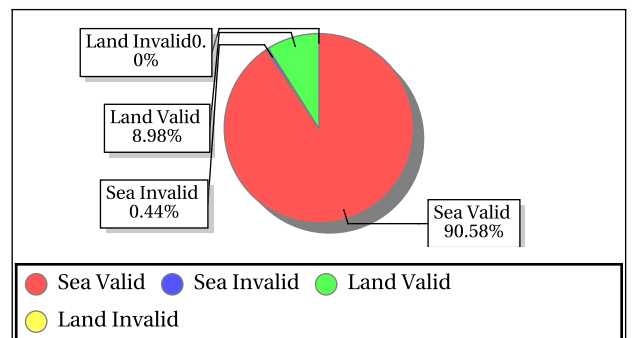 Land Invalid0.
0%
Land Valid
8.98%
Sea Invalid
0.44%
Sea Valid
90.58%
Sea Valid Sea Invalid Land Valid
Land Invalid